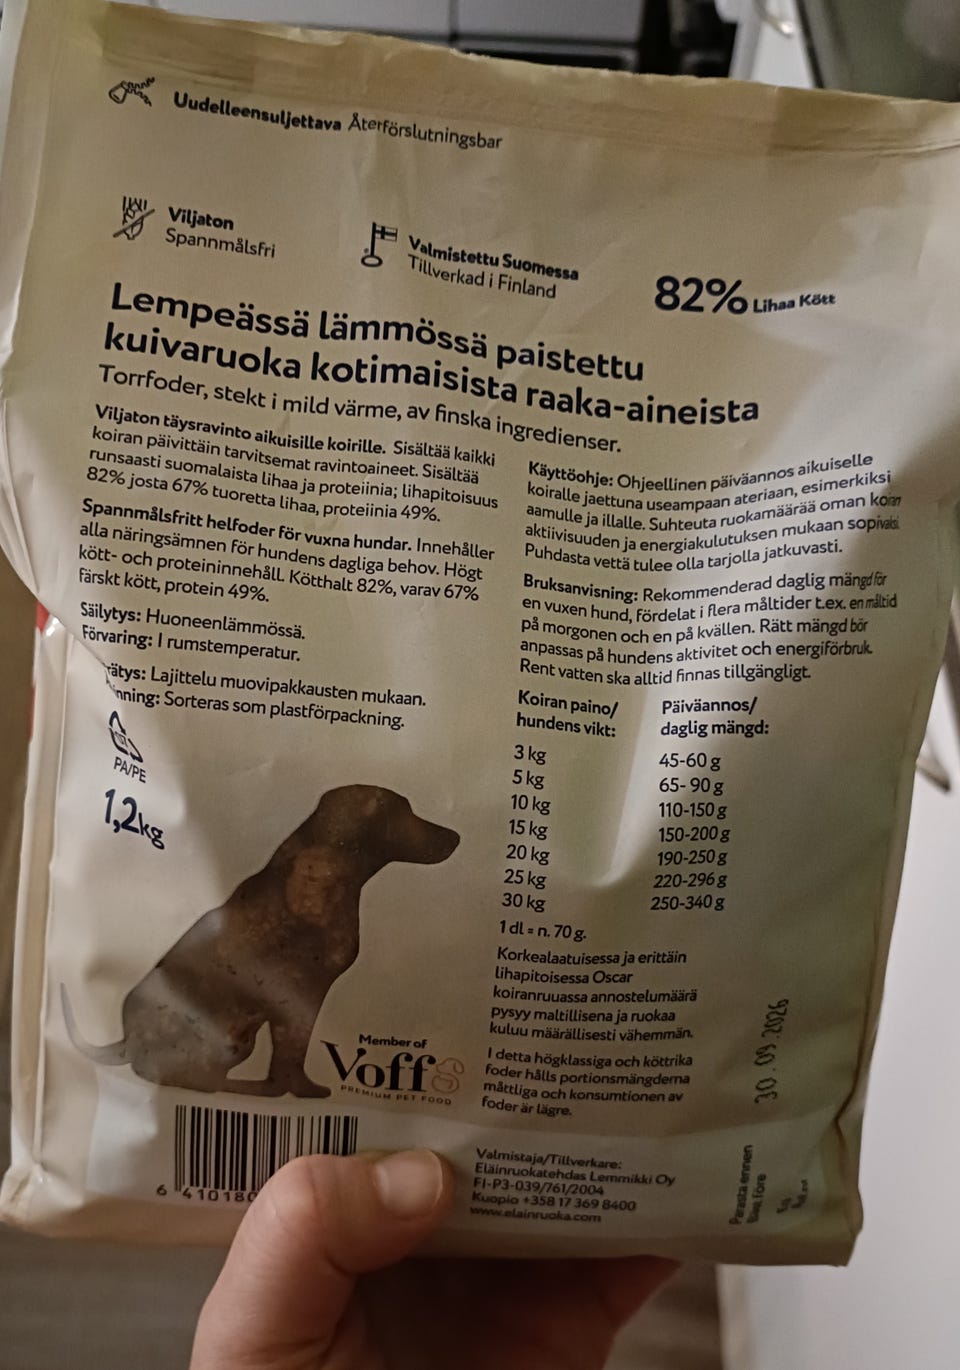 Uudelleensuljettava Återförslutningsbar
Viljaton
Spannmålsfri
Valmistettu Suomessa
Tillverkad i Finland
82% Lihaa Kött
Lempeässä lämmössä paistettu
kuivaruoka kotimaisista raaka-aineista
Torrfoder, stekt i mild värme, av finska ingredienser.
Viljaton täysravinto aikuisille koirille. Sisältää kaikki
koiran päivittäin tarvitsemat ravintoaineet. Sisältää
runsaasti suomalaista lihaa ja proteiinia; lihapitoisuus
82% josta 67% tuoretta lihaa, proteiinia 49%.
Spannmålsfritt helfoder för vuxna hundar. Innehåller
alla näringsämnen för hundens dagliga behov. Högt
kött- och proteininnehåll. Kötthalt 82%, varav 67%
färskt kött, protein 49%.
Säilytys: Huoneenlämmössä.
Förvaring: I rumstemperatur.
rätys: Lajittelu muovipakkausten mukaan.
nning: Sorteras som plastförpackning.
PA/PE
1,2kg
Käyttöohje: Ohjeellinen päiväannos aikuiselle
koiralle jaettuna useampaan ateriaan, esimerkiksi
aamulle ja illalle. Suhteuta ruokamäärää oman koiran
aktiivisuuden ja energiakulutuksen mukaan sopivaksi.
Puhdasta vettä tulee olla tarjolla jatkuvasti.
Bruksanvisning: Rekommenderad daglig mängd för
en vuxen hund, fördelat i flera måltider t.ex. en måltid
på morgonen och en på kvällen. Rätt mängd bör
anpassas på hundens aktivitet och energiförbruk.
Rent vatten ska alltid finnas tillgängligt.
Koiran paino/ Päiväannos/
hundens vikt: daglig mängd:
3 kg 45-60 g
5 kg 65- 90 g
10 kg 110-150 g
15 kg 150-200 g
20 kg 190-250 g
25 kg 220-296 g
30 kg 250-340 g
1 dl = n. 70 g.
Korkealaatuisessa ja erittäin
lihapitoisessa Oscar
koiranruuassa annostelumäärä
pysyy maltillisena ja ruokaa
kuluu määrällisesti vähemmän.
I detta högklassiga och köttrika
foder hålls portionsmängderna
måttliga och konsumtionen av
foder är lägre.
Member of
Voff
PREMIUM PET FOOD
6 410180
Valmistaja/Tillverkare:
Eläinruokatehdas Lemmikki Oy
FI-P3-039/761/2004
Kuopio +358 17 369 8400
www.elainruoka.com
30.09.2026
Parasta ennen
Bäst före